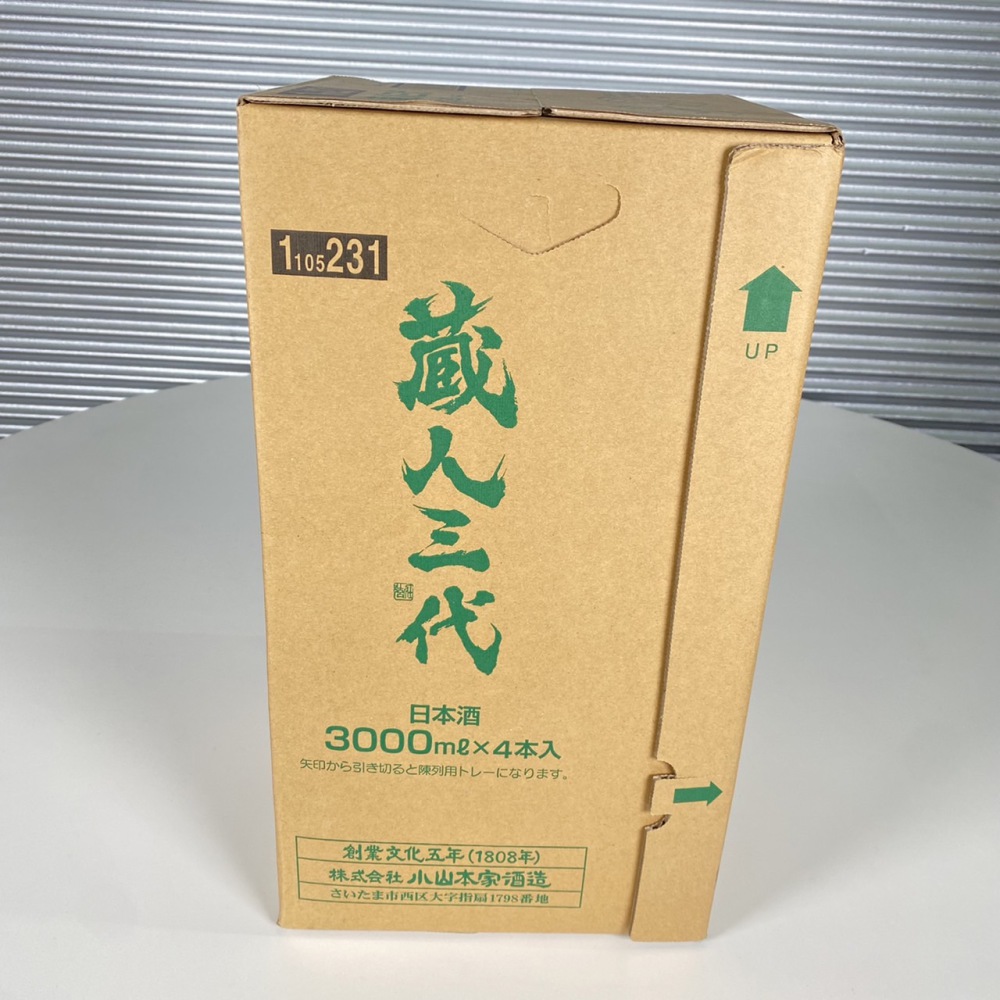 1105231
蔵人三代
UP
日本酒
3000mℓ×4本入
矢印から引き切ると陳列用トレーになります。
創業文化五年(1808年)
株式会社 小山本家酒造
さいたま市西区大字指扇1798番地